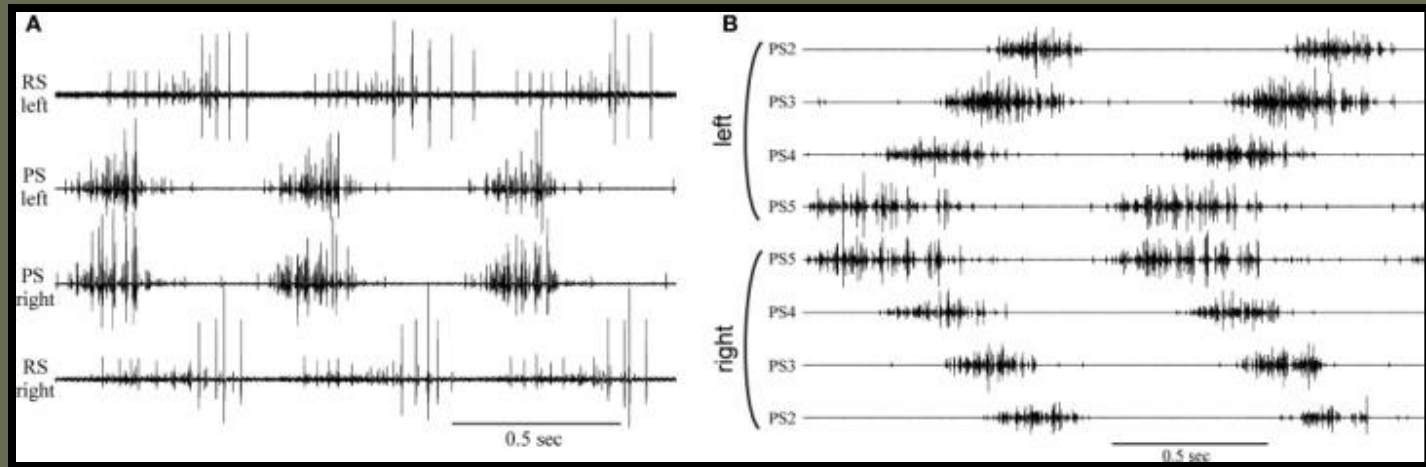 A
RS
left
PS
left
PS
right
RS
right
0.5 sec
B
left
PS2
PS3
PS4
PS5
right
PS5
PS4
PS3
PS2
0.5 sec